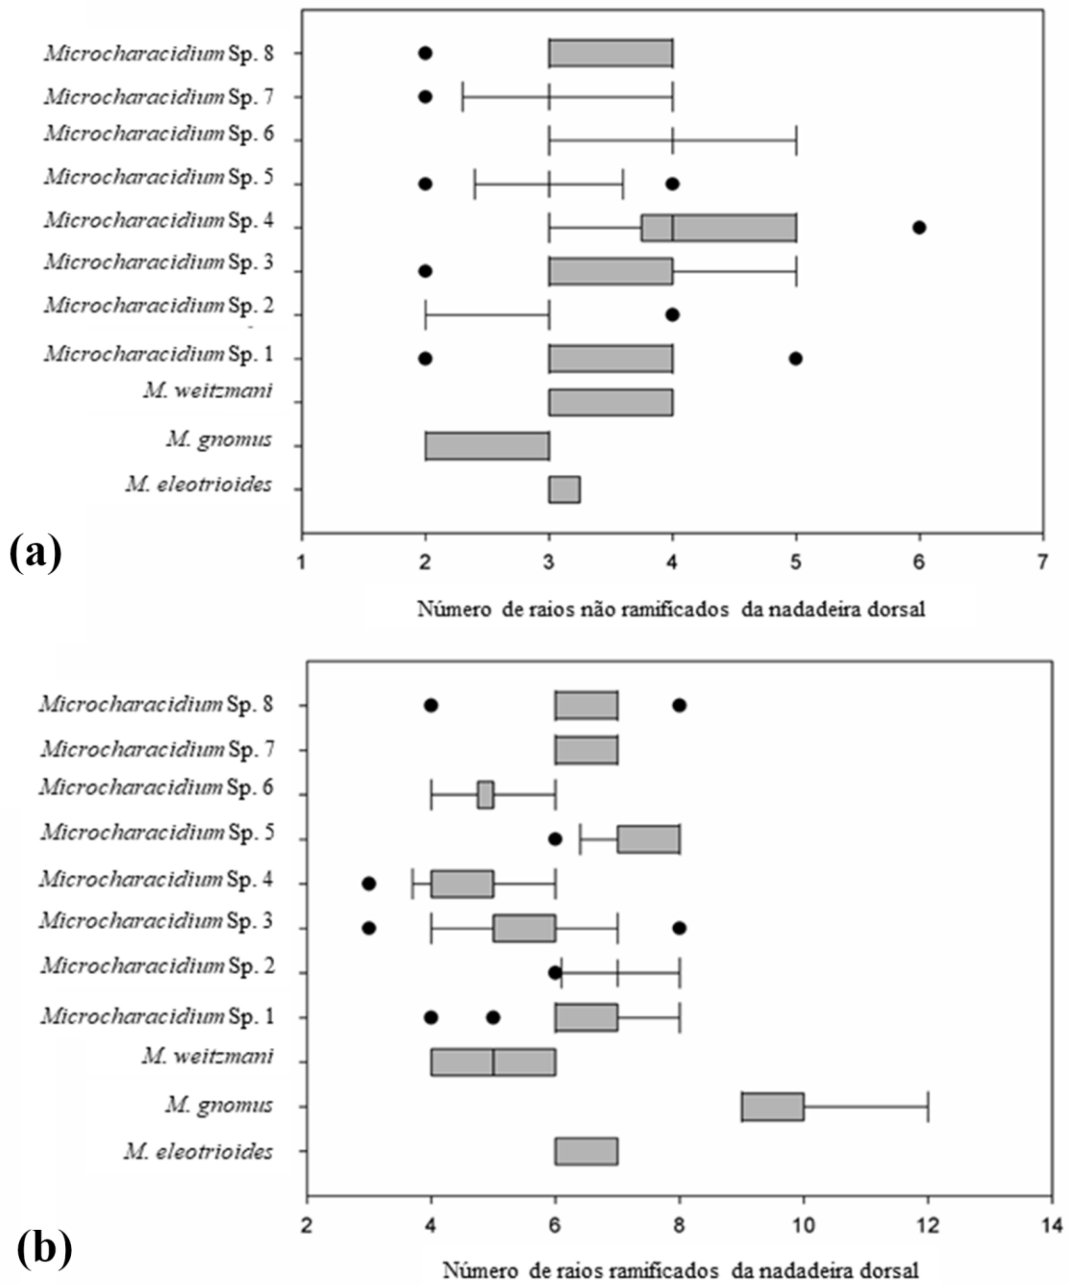 Microcharacidium Sp. 8
Microcharacidium Sp. 7
Microcharacidium Sp. 6
Microcharacidium Sp. 5
Microcharacidium Sp. 4
Microcharacidium Sp. 3
Microcharacidium Sp. 2
Microcharacidium Sp. 1
M. weitzmani
M. gnomus
M. eleotrioides
(a)
1 2 3 4 5 6 7
Número de raios não ramificados da nadadeira dorsal
Microcharacidium Sp. 8
Microcharacidium Sp. 7
Microcharacidium Sp. 6
Microcharacidium Sp. 5
Microcharacidium Sp. 4
Microcharacidium Sp. 3
Microcharacidium Sp. 2
Microcharacidium Sp. 1
M. weitzmani
M. gnomus
M. eleotrioides
2 4 6 8 10 12 14
(b)
Número de raios ramificados da nadadeira dorsal